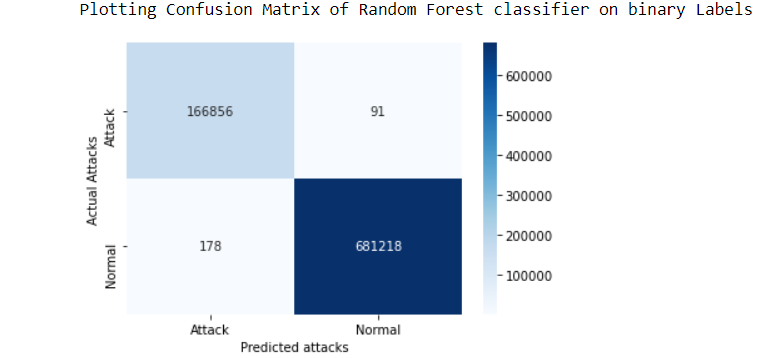 Plotting Confusion Matrix of Random Forest classifier on binary Labels
600000
166856 91
Attack
500000
400000
Actual Attacks
300000
178 681218
Normal
200000
100000
Attack Normal
Predicted attacks